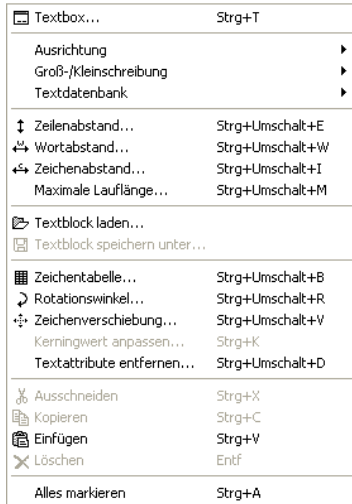 Textbox... Strg+T
Ausrichtung
Groß-/Kleinschreibung
Textdatenbank
Zeilenabstand... Strg+Umschalt+E
Wortabstand... Strg+Umschalt+W
Zeichenabstand... Strg+Umschalt+I
Maximale Lauflänge... Strg+Umschalt+M
Textblock laden...
Textblock speichern unter...
Zeichentabelle... Strg+Umschalt+B
Rotationswinkel... Strg+Umschalt+R
Zeichenverschiebung... Strg+Umschalt+V
Kerningwert anpassen... Strg+K
Textattribute entfernen... Strg+Umschalt+D
Ausschneiden Strg+X
Kopieren Strg+C
Einfügen Strg+V
Löschen Entf
Alles markieren Strg+A